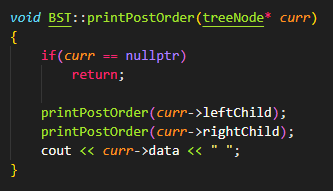 void BST::printPostOrder(treeNode* curr)
{
    if(curr == nullptr)
        return;

    printPostOrder(curr->leftChild);
    printPostOrder(curr->rightChild);
    cout << curr->data << " ";
}